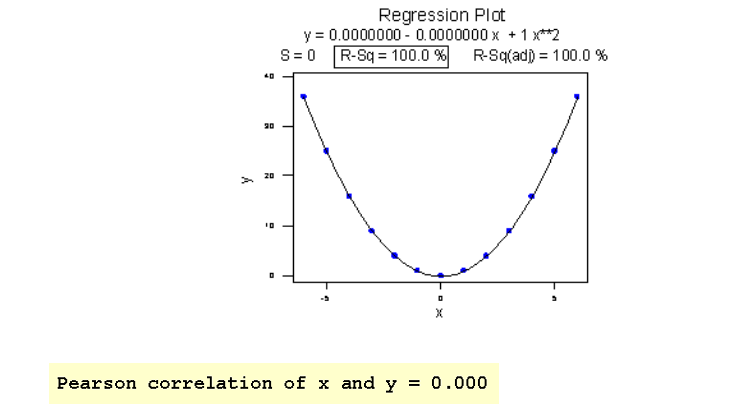 Regression Plot
y = 0.0000000 - 0.0000000 x + 1 x**2
S = 0 R-Sq = 100.0 % R-Sq(adj) = 100.0 %
40
30
20
10
0
y
-5 0 5
x
Pearson correlation of x and y = 0.000